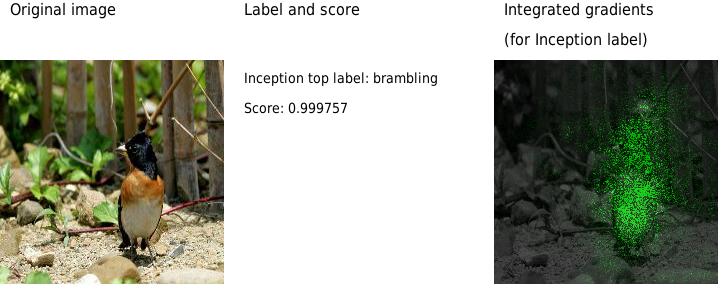 Original image
Label and score
Integrated gradients
(for Inception label)
Inception top label: brambling
Score: 0.999757